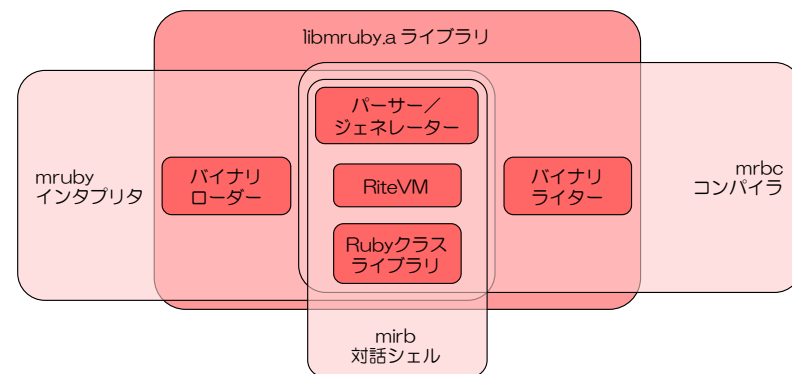 libmruby.a ライブラリ
パーサー／
ジェネレーター
mruby
インタプリタ
バイナリ
ローダー
RiteVM
バイナリ
ライター
mrbc
コンパイラ
Rubyクラス
ライブラリ
mirb
対話シェル